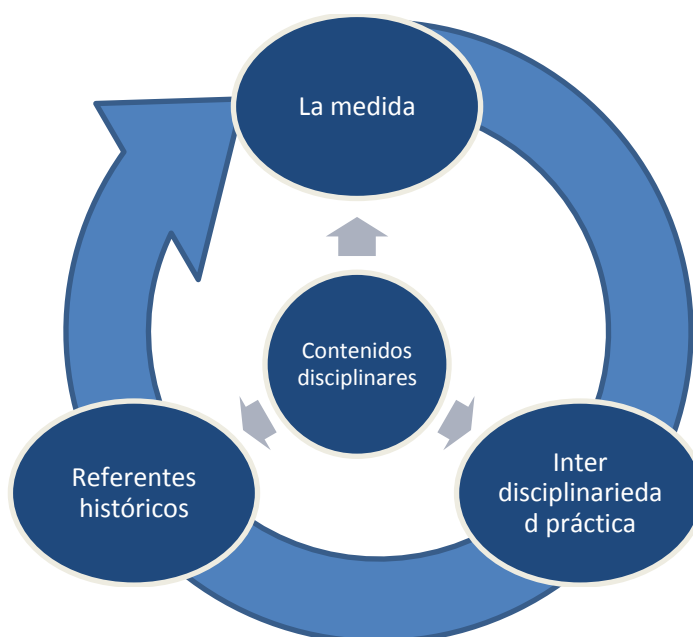 La medida
Contenidos
disciplinares
Referentes
históricos
Inter
disciplinarieda
d práctica